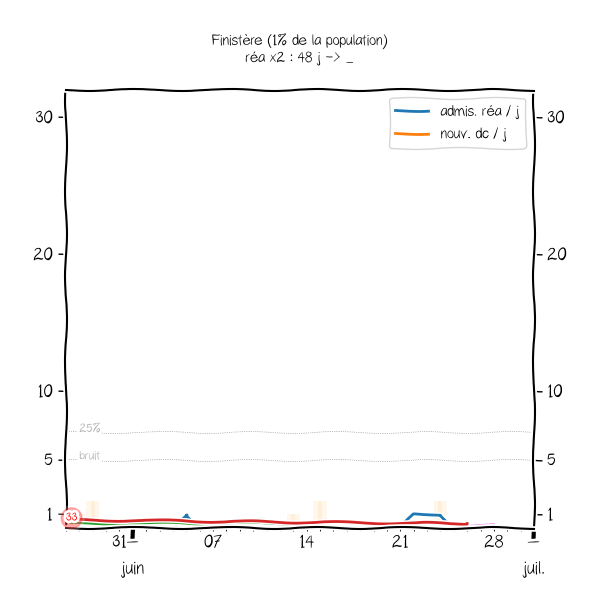 Finistère (1% de la population)
réa x2 : 48 j -> _
admis. réa / j
nouv. dc / j
30 30
20 20
10 10
25%
5 bruit 5
1 33 1
31 07 14 21 28
juin juil.